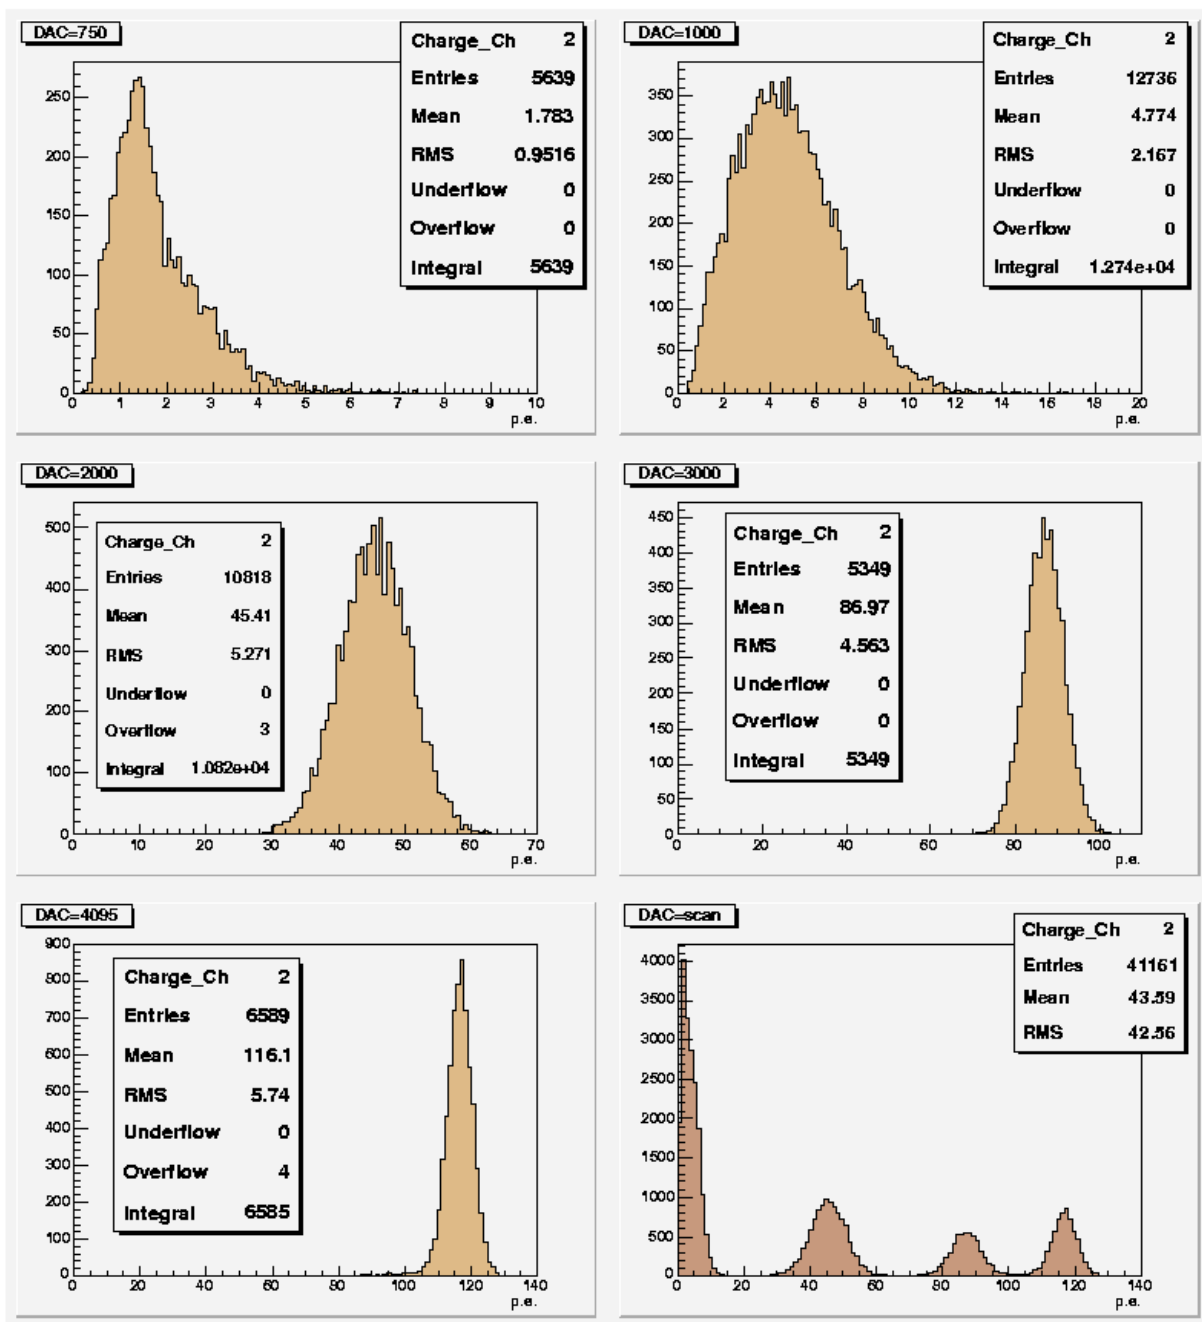 DAC=750
Charge_Ch 2
Entries 5639
Mean 1.783
RMS 0.9516
Underflow 0
Overflow 0
Integral 5639
250
200
150
100
50
0
0 1 2 3 4 5 6 7 8 9 10
p.e.
DAC=1000
Charge_Ch 2
Entries 12736
Mean 4.774
RMS 2.167
Underflow 0
Overflow 0
Integral 1.274e+04
350
300
250
200
150
100
50
0
0 2 4 6 8 10 12 14 16 18 20
p.e.
DAC=2000
Charge_Ch 2
Entries 10818
Mean 45.41
RMS 5.271
Underflow 0
Overflow 3
Integral 1.082e+04
500
400
300
200
100
0
0 10 20 30 40 50 60 70
p.e.
DAC=3000
Charge_Ch 2
Entries 5349
Mean 86.97
RMS 4.563
Underflow 0
Overflow 0
Integral 5349
450
400
350
300
250
200
150
100
50
0
0 20 40 60 80 100
p.e.
DAC=4095
Charge_Ch 2
Entries 6589
Mean 116.1
RMS 5.74
Underflow 0
Overflow 4
Integral 6585
900
800
700
600
500
400
300
200
100
0
0 20 40 60 80 100 120 140
p.e.
DAC=scan
Charge_Ch 2
Entries 41161
Mean 43.59
RMS 42.56
4000
3500
3000
2500
2000
1500
1000
500
0
0 20 40 60 80 100 120 140
p.e.